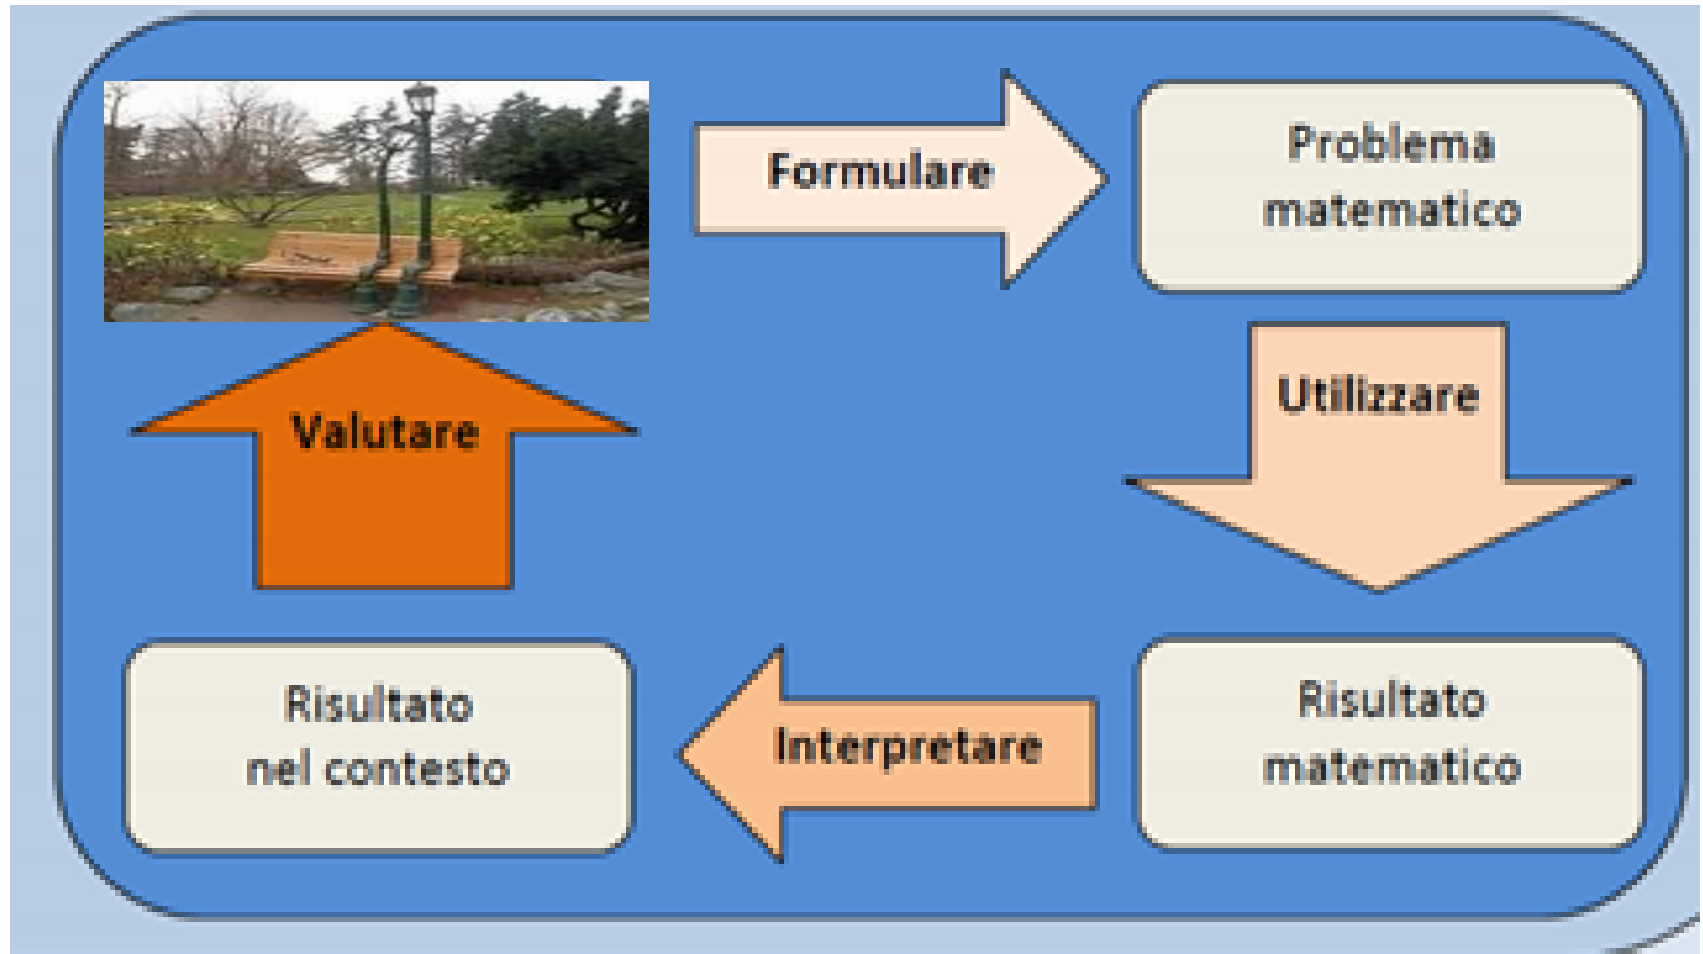 Formulare
Problema
matematico
Utilizzare
Valutare
Risultato
nel contesto
Interpretare
Risultato
matematico